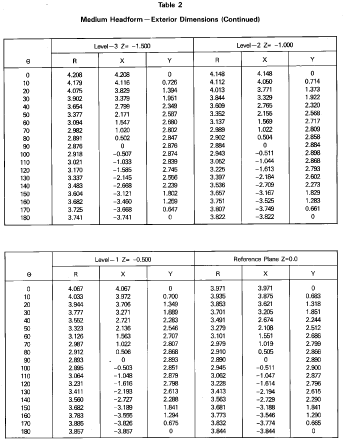 Table 2
Medium Headform—Exterior Dimensions (Continued)
Level−3 Z= −1.500 Level−2 Z= −1.000
Θ R X Y R X Y
0 4.208 4.208 0 4.148 4.148 0
10 4.179 4.116 0.726 4.112 4.050 0.714
20 4.075 3.829 1.394 4.013 3.771 1.373
30 3.902 3.379 1.951 3.844 3.329 1.922
40 3.654 2.799 2.349 3.609 2.765 2.320
50 3.377 2.171 2.587 3.352 2.155 2.568
60 3.094 1.547 2.680 3.137 1.569 2.717
70 2.982 1.020 2.802 2.989 1.022 2.809
80 2.891 0.502 2.847 2.902 0.504 2.858
90 2.876 0 2.876 2.884 0 2.884
100 2.918 −0.507 2.874 2.943 −0.511 2.898
110 3.021 −1.033 2.839 3.052 −1.044 2.868
120 3.170 −1.585 2.745 3.225 −1.613 2.793
130 3.337 −2.145 2.556 3.397 −2.184 2.602
140 3.483 −2.668 2.239 3.536 −2.709 2.273
150 3.604 −3.121 1.802 3.657 −3.167 1.829
160 3.682 −3.460 1.259 3.751 −3.525 1.283
170 3.725 −3.668 0.647 3.807 −3.749 0.661
180 3.741 −3.741 0 3.822 −3.822 0
Level−1 Z= −0.500 Reference Plane Z=0.0
Θ R X Y R X Y
0 4.067 4.067 0 3.971 3.971 0
10 4.033 3.972 0.700 3.935 3.875 0.683
20 3.944 3.706 1.349 3.853 3.621 1.318
30 3.777 3.271 1.889 3.701 3.205 1.851
40 3.552 2.721 2.283 3.491 2.674 2.244
50 3.323 2.136 2.546 3.279 2.108 2.512
60 3.126 1.563 2.707 3.101 1.551 2.686
70 2.987 1.022 2.807 2.979 1.019 2.799
80 2.912 0.506 2.868 2.910 0.505 2.866
90 2.893 0 2.893 2.890 0 2.890
100 2.895 −0.503 2.851 2.945 −0.511 2.900
110 3.064 −1.048 2.879 3.062 −1.047 2.877
120 3.231 −1.616 2.798 3.228 −1.614 2.796
130 3.411 −2.193 2.613 3.413 −2.194 2.615
140 3.560 −2.727 2.288 3.563 −2.729 2.290
150 3.682 −3.189 1.841 3.681 −3.188 1.841
160 3.783 −3.555 1.294 3.773 −3.546 1.290
170 3.885 −3.826 0.675 3.832 −3.774 0.665
180 3.857 −3.857 0 3.844 −3.844 0